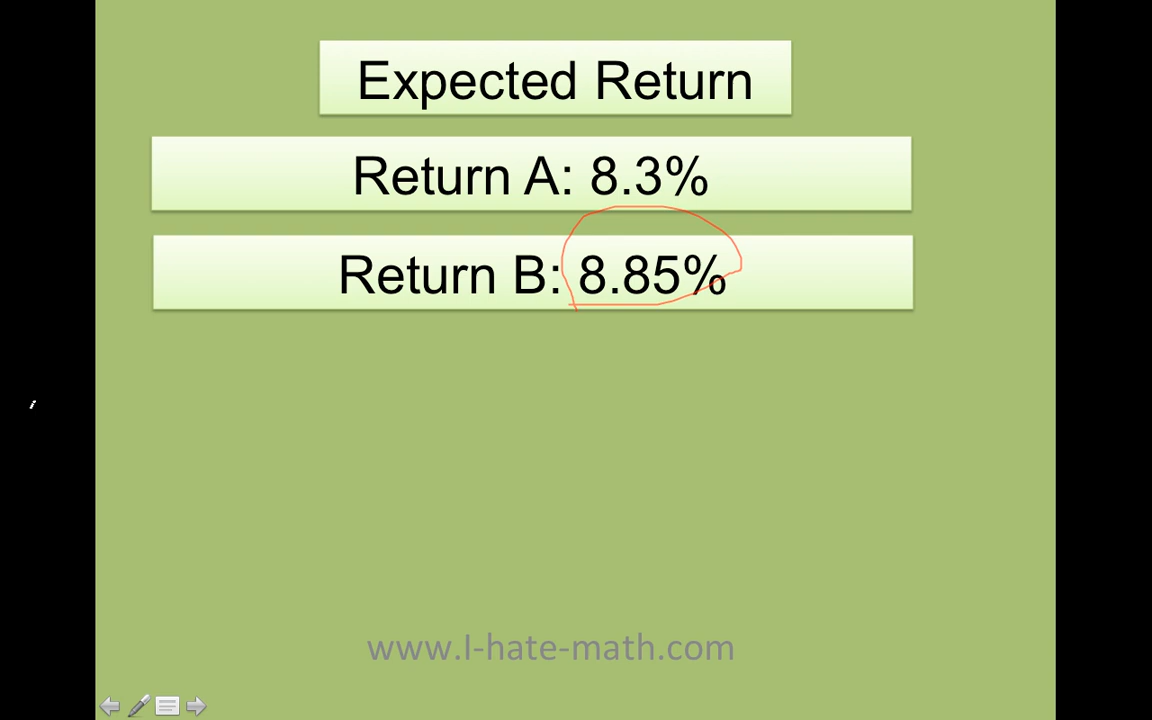 Expected Return
Return A: 8.3%
Return B: 8.85%
www.I-hate-math.com